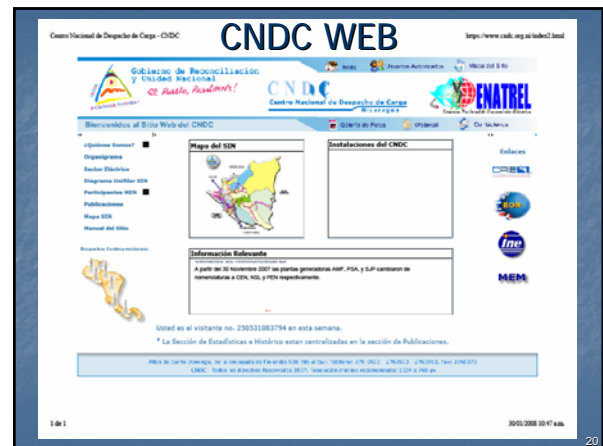 CNDC WEB
Centro Nacional de Despacho de Carga - CNDC
https://www.cndc.org.ni/index2.html
Gobierno de Reconciliación
y Unidad Nacional
El Pueblo, Presidente!
CNDC
Centro Nacional de Despacho de Carga
Nicaragua
Inicio
Usuarios Autorizados
Mapa del Sitio
ENATREL
Bienvenidos al Sitio Web del CNDC
Galería de Fotos
Webmail
¿Quiénes Somos?
Organigrama
Sector Eléctrico
Diagrama Unifilar SIN
Participantes MEN
Publicaciones
Mapa SIN
Manual del Sitio
Mapa del SIN
Instalaciones del CNDC
Enlaces
EOR
Ine
MEM
Despachos Centroamericanos
Información Relevante
A partir del 30 Noviembre 2007 las plantas generadoras AMF, PSA, y SJP cambiaron de
nomenclaturas a CEN, NSL y PEN respectivamente.
Usted es el visitante no. 250531083794 en esta semana.
* La Sección de Estadísticas e Histórico estan centralizadas en la sección de Publicaciones.
1 de 1
30/01/2008 10:47 a.m.
20